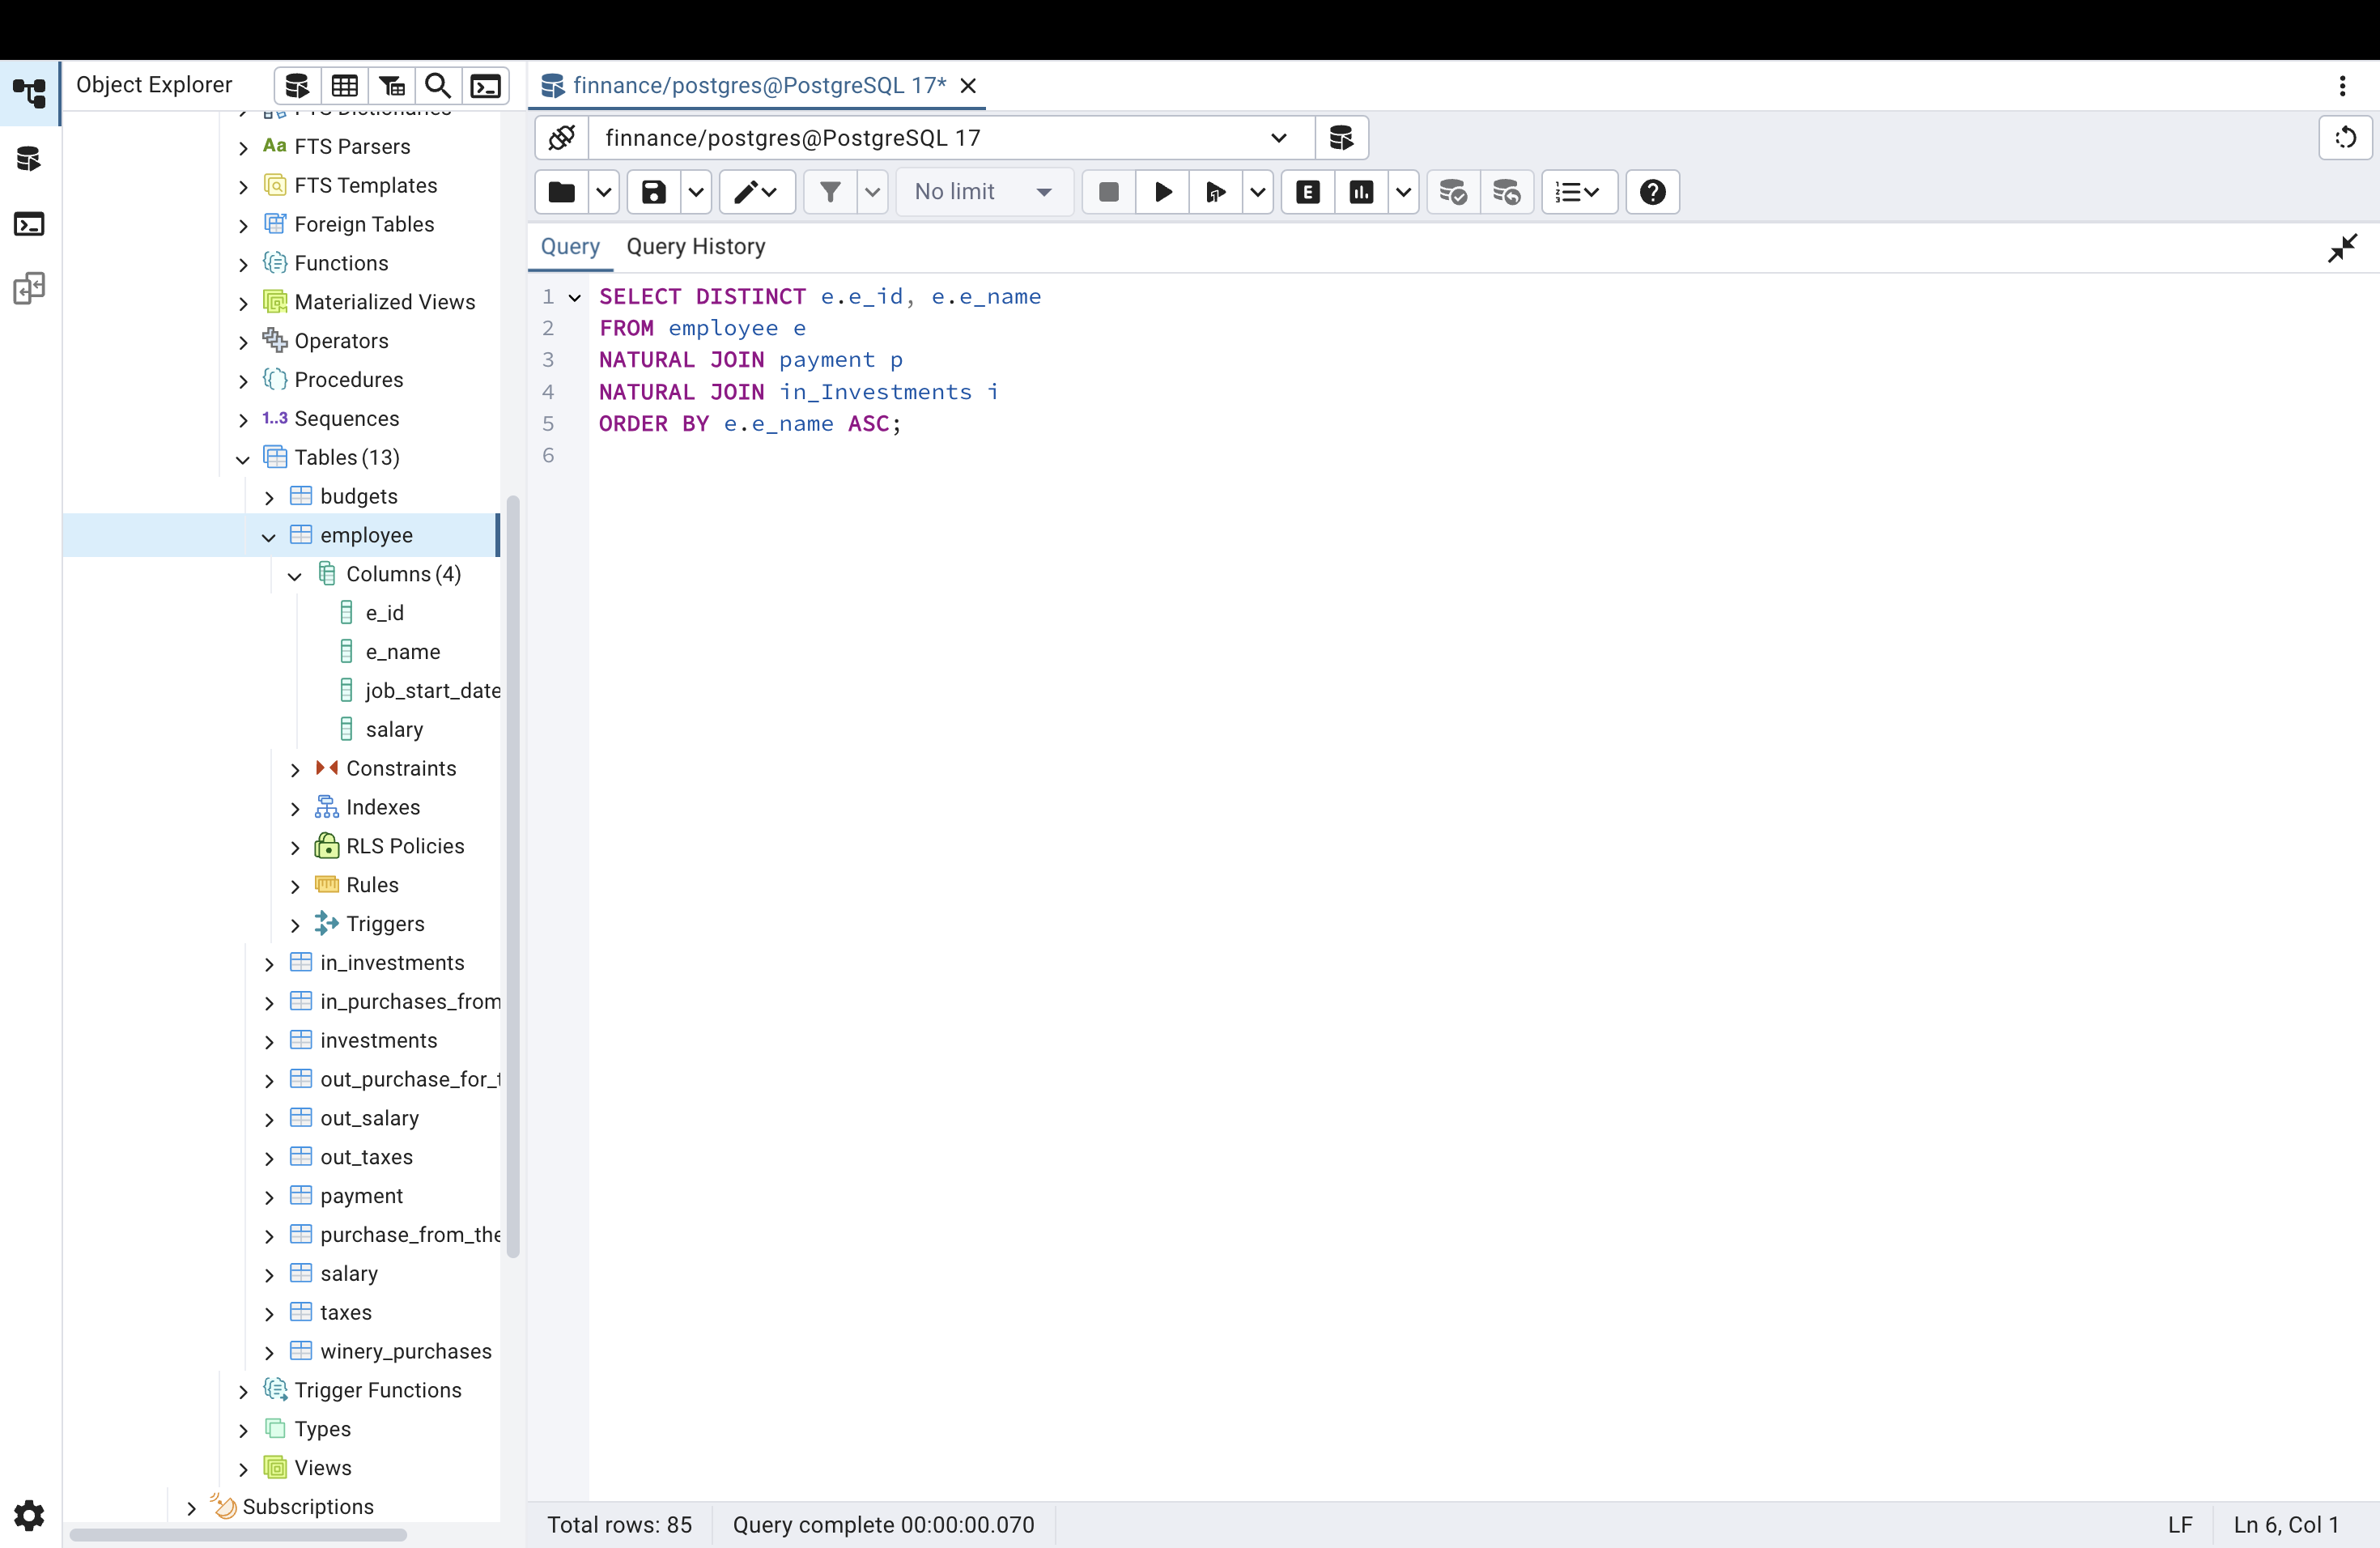 Object Explorer
finnance/postgres@PostgreSQL 17*
finnance/postgres@PostgreSQL 17
No limit
E
Query
Query History
1 SELECT DISTINCT e.e_id, e.e_name
2 FROM employee e
3 NATURAL JOIN payment p
4 NATURAL JOIN in_Investments i
5 ORDER BY e.e_name ASC;
6
FTS Dictionaries
Aa FTS Parsers
FTS Templates
Foreign Tables
Functions
Materialized Views
Operators
Procedures
1..3 Sequences
Tables (13)
budgets
employee
Columns (4)
e_id
e_name
job_start_date
salary
Constraints
Indexes
RLS Policies
Rules
Triggers
in_investments
in_purchases_from
investments
out_purchase_for_t
out_salary
out_taxes
payment
purchase_from_the
salary
taxes
winery_purchases
Trigger Functions
Types
Views
Subscriptions
Total rows: 85
Query complete 00:00:00.070
LF
Ln 6, Col 1